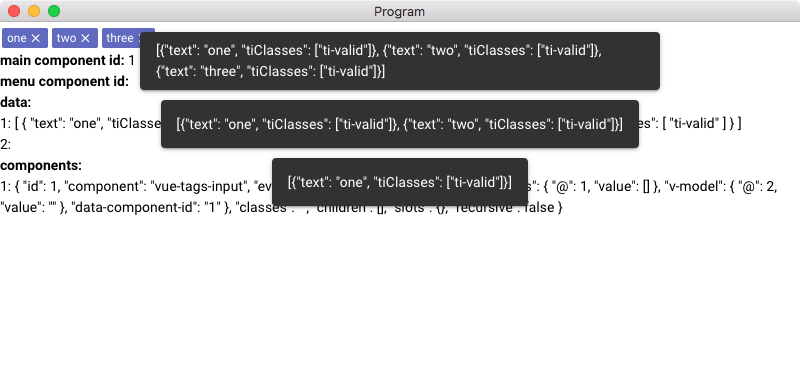 Program
one × two × three
main component id: 1
[{"text": "one", "tiClasses": ["ti-valid"]}, {"text": "two", "tiClasses": ["ti-valid"]},
{"text": "three", "tiClasses": ["ti-valid"]}]
menu component id:
data:
1: [ { "text": "one", "tiClasse
[{"text": "one", "tiClasses": ["ti-valid"]}, {"text": "two", "tiClasses": ["ti-valid"]}]
es": [ "ti-valid" ] } ]
2:
components:
1: { "id": 1, "component": "vue-tags-input", "ev
[{"text": "one", "tiClasses": ["ti-valid"]}]
s": { "@": 1, "value": [] }, "v-model": { "@": 2,
"value": "" }, "data-component-id": "1" }, "classes": "", "children": [], "slots": {}, "recursive": false }